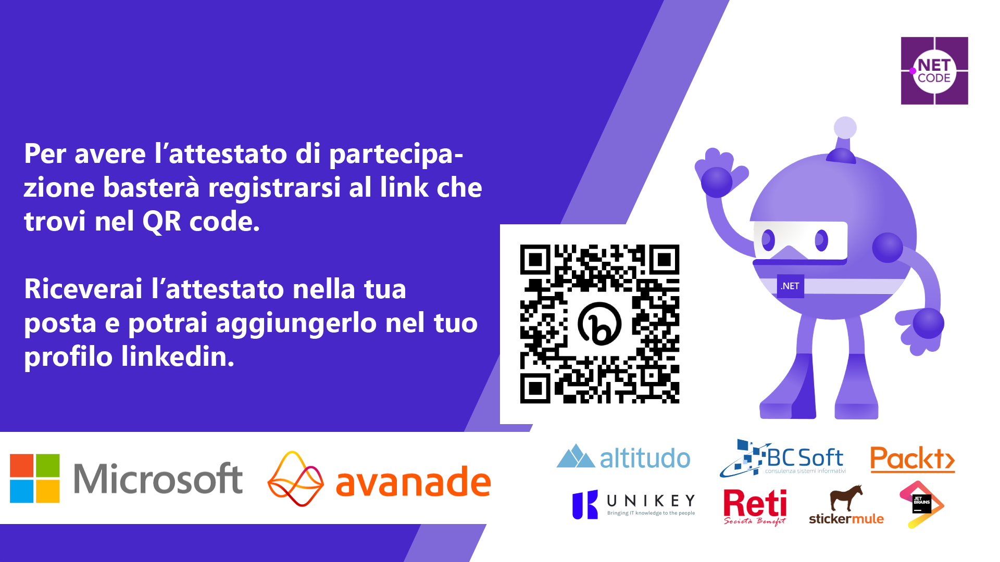 NET
CODE
Per avere l’attestato di partecipa-
zione basterà registrarsi al link che
trovi nel QR code.
Riceverai l’attestato nella tua
posta e potrai aggiungerlo nel tuo
profilo linkedin.
.NET
Microsoft
avanade
altitudo
BC Soft
consulenza sistemi informativi
Packt
UNIKEY
Bringing IT knowledge to the people
Reti
Società Benefit
stickermule
JET
BRAINS